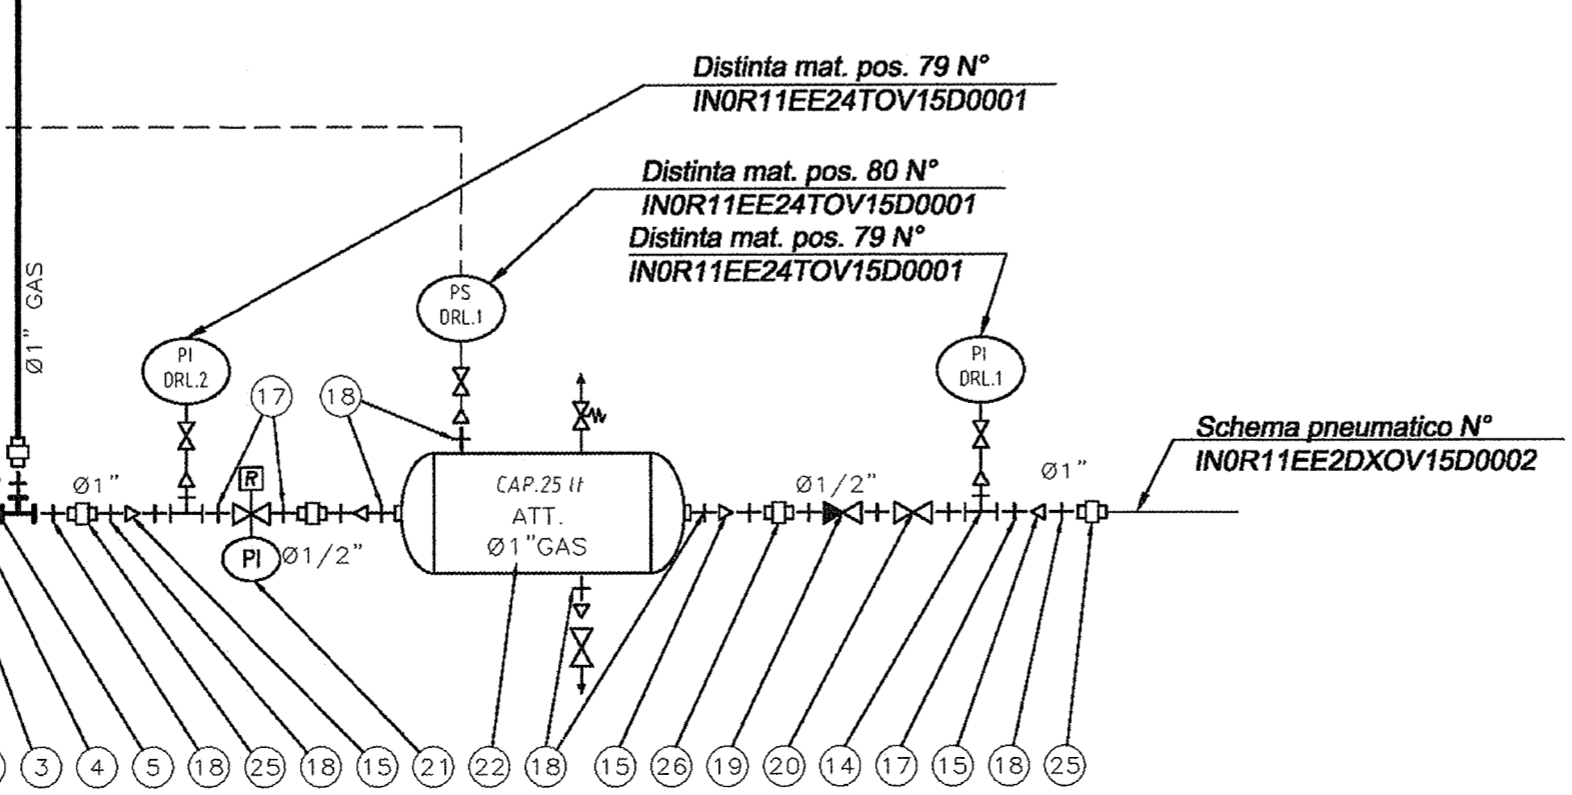 Distinta mat. pos. 79 N°
IN0R11EE24TOV15D0001
Distinta mat. pos. 80 N°
IN0R11EE24TOV15D0001
Distinta mat. pos. 79 N°
IN0R11EE24TOV15D0001
Ø1" GAS
PS
DRL.1
PI
DRL.2
PI
DRL.1
17
18
Schema pneumatico N°
IN0R11EE2DXOV15D0002
Ø1"
R
CAP.25 lt
ATT.
Ø1"GAS
Ø1/2"
Ø1"
PI
Ø1/2"
3 4 5 18 25 18 15 21 22 18 15 26 19 20 14 17 15 18 25